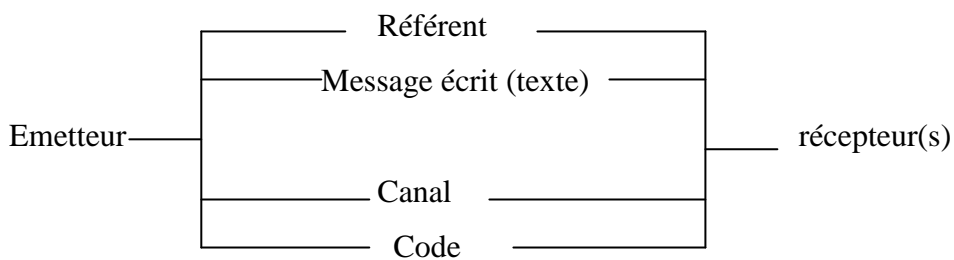 Référent
Message écrit (texte)
Emetteur
récepteur(s)
Canal
Code